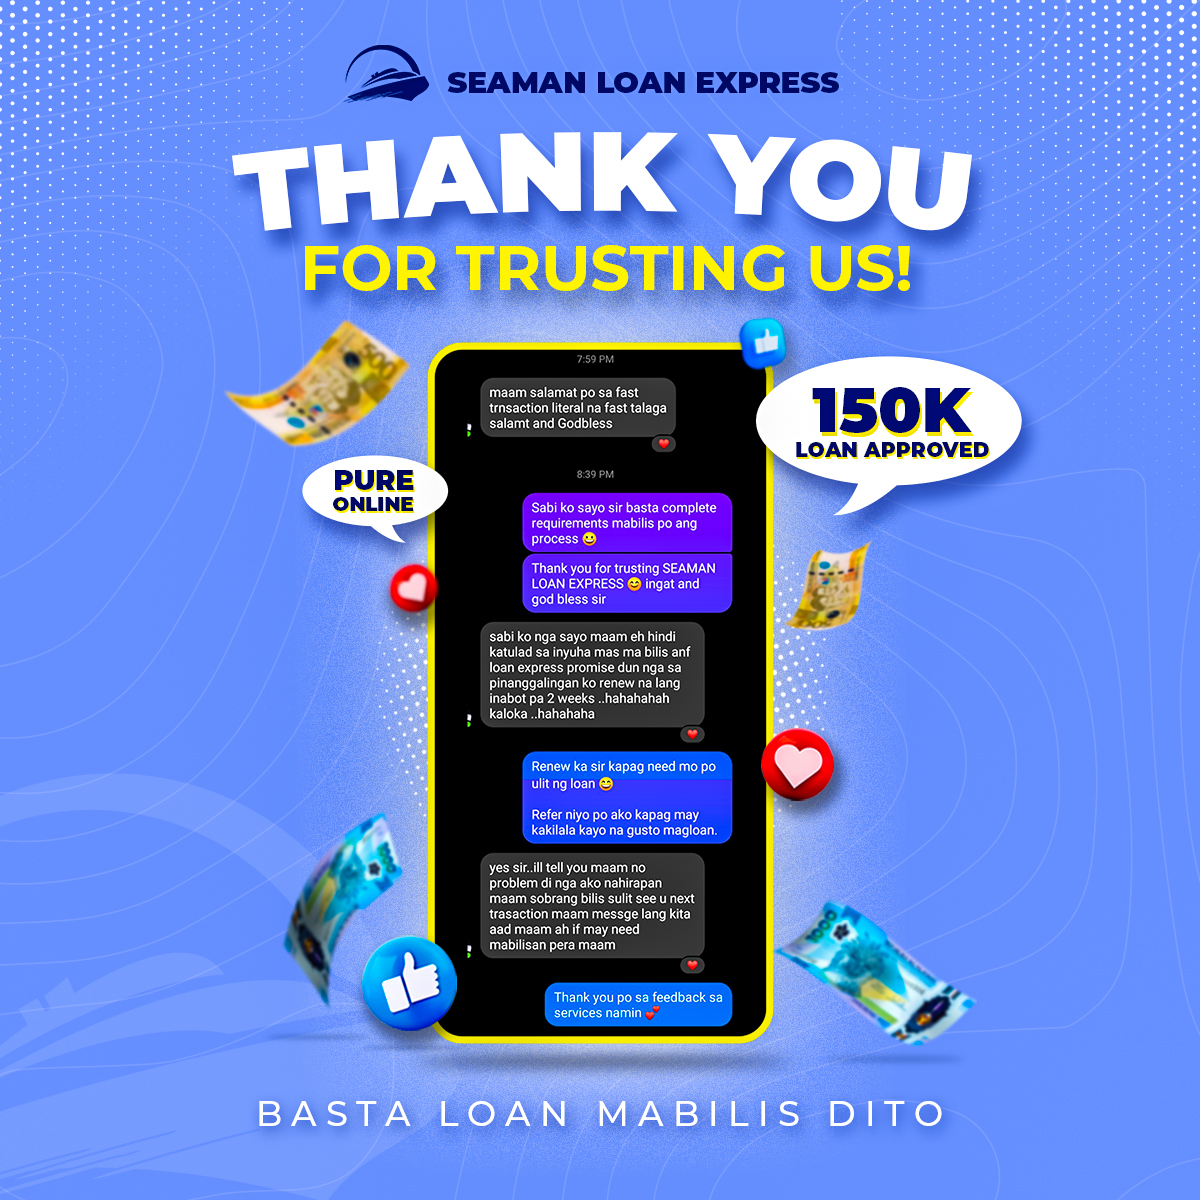 SEAMAN LOAN EXPRESS
THANK YOU
FOR TRUSTING US!
7:59 PM
maam salamat po sa fast
trnsaction literal na fast talaga
salamt and Godbless
150K
LOAN APPROVED
PURE
ONLINE
8:39 PM
Sabi ko sayo sir basta complete
requirements mabilis po ang
process 😀
Thank you for trusting SEAMAN
LOAN EXPRESS 😊 ingat and
god bless sir
sabi ko nga sayo maam eh hindi
katulad sa inyuha mas ma bilis anf
loan express promise dun nga sa
pinanggalingan ko renew na lang
inabot pa 2 weeks ..hahahahah
kaloka ..hahahaha
Renew ka sir kapag need mo po
ulit ng loan 😊
Refer niyo po ako kapag may
kakilala kayo na gusto magloan.
yes sir..ill tell you maam no
problem di nga ako nahirapan
maam sobrang bilis sulit see u next
trasaction maam messge lang kita
aad maam ah if may need
mabilisan pera maam
Thank you po sa feedback sa
services namin 💕
BASTA LOAN MABILIS DITO
500
1000